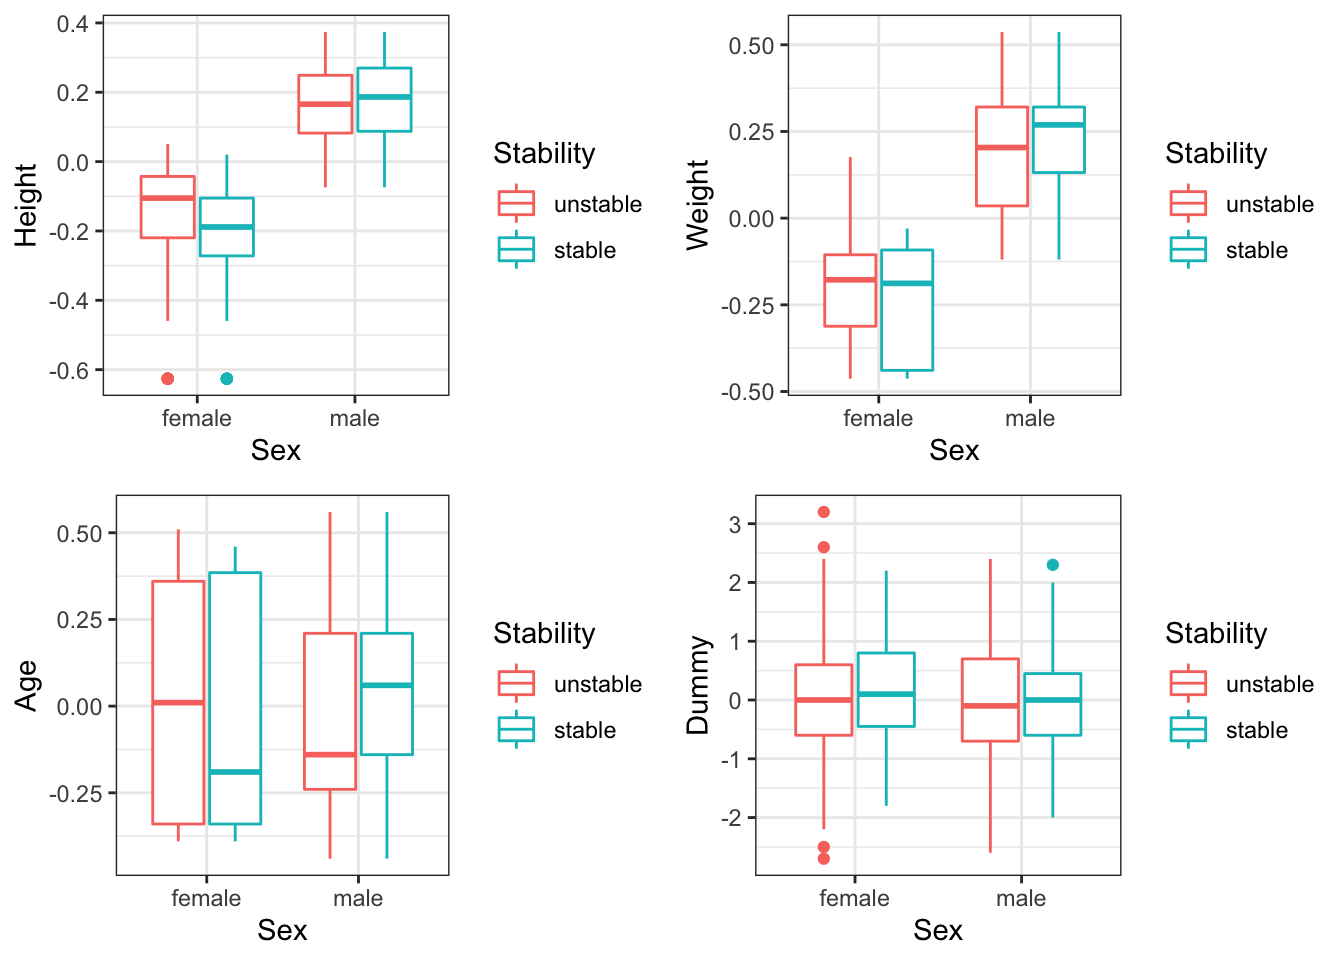 0.4
0.2
0.0
-0.2
-0.4
-0.6
Height
female male
Sex
Stability
unstable
stable
0.50
0.25
0.00
-0.25
-0.50
Weight
female male
Sex
Stability
unstable
stable
0.50
0.25
0.00
-0.25
Age
female male
Sex
Stability
unstable
stable
3
2
1
0
-1
-2
Dummy
female male
Sex
Stability
unstable
stable